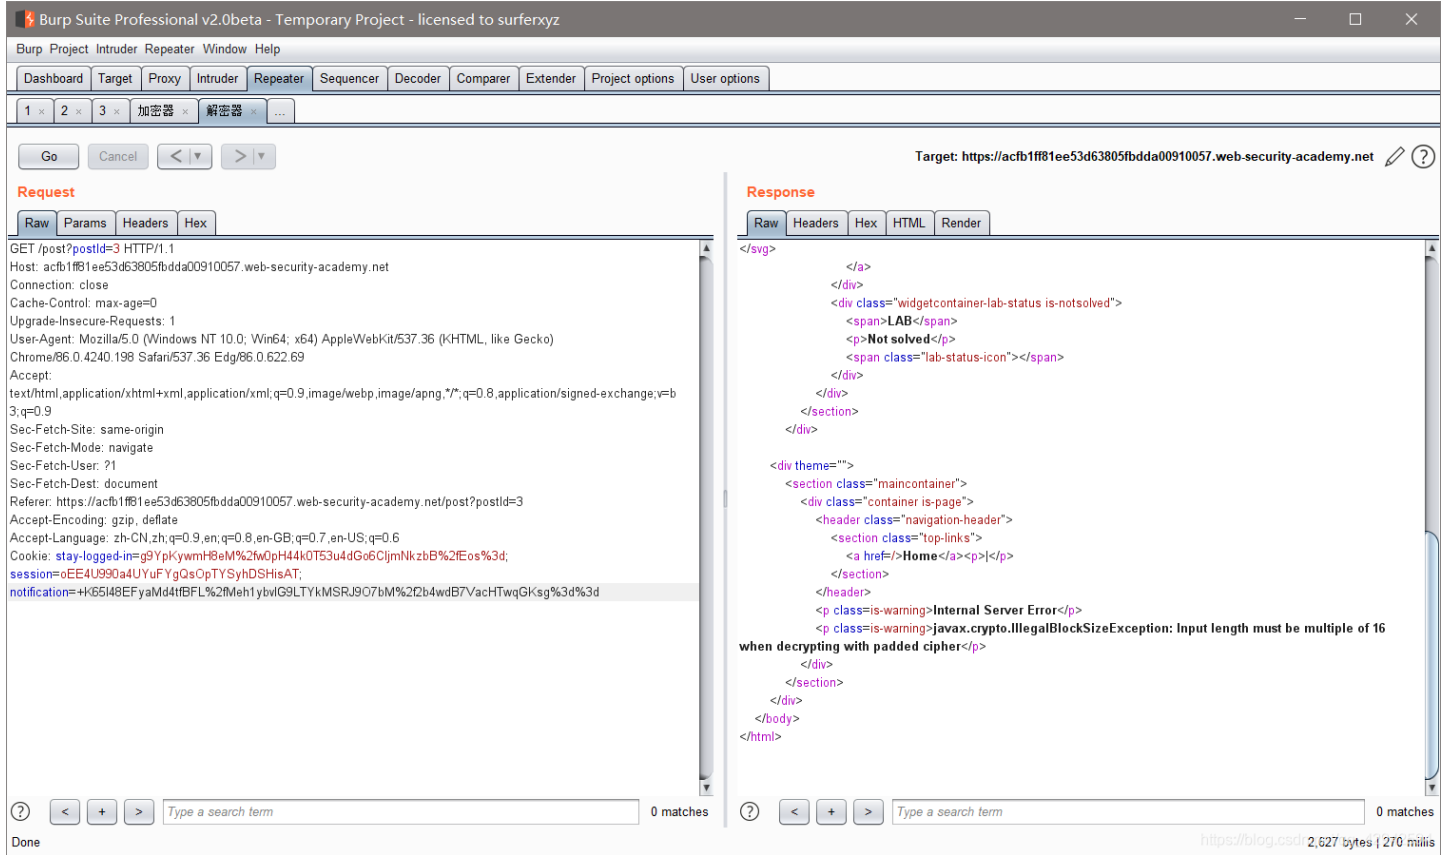 Burp Suite Professional v2.0beta - Temporary Project - licensed to surferxyz
Burp Project Intruder Repeater Window Help
Dashboard Target Proxy Intruder Repeater Sequencer Decoder Comparer Extender Project options User options
1 × 2 × 3 × 加密器 × 解密器 × ...
Go Cancel < | ▼ > | ▼ Target: https://acfb1ff81ee53d63805fbdda00910057.web-security-academy.net ?
Request
Raw Params Headers Hex
GET /post?postId=3 HTTP/1.1
Host: acfb1ff81ee53d63805fbdda00910057.web-security-academy.net
Connection: close
Cache-Control: max-age=0
Upgrade-Insecure-Requests: 1
User-Agent: Mozilla/5.0 (Windows NT 10.0; Win64; x64) AppleWebKit/537.36 (KHTML, like Gecko)
Chrome/86.0.4240.198 Safari/537.36 Edg/86.0.622.69
Accept:
text/html,application/xhtml+xml,application/xml;q=0.9,image/webp,image/apng,*/*;q=0.8,application/signed-exchange;v=b
3;q=0.9
Sec-Fetch-Site: same-origin
Sec-Fetch-Mode: navigate
Sec-Fetch-User: ?1
Sec-Fetch-Dest: document
Referer: https://acfb1ff81ee53d63805fbdda00910057.web-security-academy.net/post?postId=3
Accept-Encoding: gzip, deflate
Accept-Language: zh-CN,zh;q=0.9,en;q=0.8,en-GB;q=0.7,en-US;q=0.6
Cookie: stay-logged-in=g9YpKywmH8eM%2fw0pH44k0T53u4dGo6CljmNkzbB%2fEos%3d;
session=oEE4U990a4UYuFYgQsOpTYSyhDSHisAT;
notification=+K65I48EFyaMd4tfBFL%2fMeh1ybvlG9LTYkMSRJ9O7bM%2f2b4wdB7VacHTwqGKsg%3d%3d
? < + > Type a search term 0 matches
Response
Raw Headers Hex HTML Render
</svg>
</a>
</div>
<div class="widgetcontainer-lab-status is-notsolved">
<span>LAB</span>
<p>Not solved</p>
<span class="lab-status-icon"></span>
</div>
</div>
</section>
</div>
<div theme="">
<section class="maincontainer">
<div class="container is-page">
<header class="navigation-header">
<section class="top-links">
<a href=/>Home</a><p>|</p>
</section>
</header>
<p class=is-warning>Internal Server Error</p>
<p class=is-warning>javax.crypto.IllegalBlockSizeException: Input length must be multiple of 16
when decrypting with padded cipher</p>
</div>
</section>
</div>
</body>
</html>
? < + > Type a search term 0 matches
Done
2,627 bytes | 270 millis